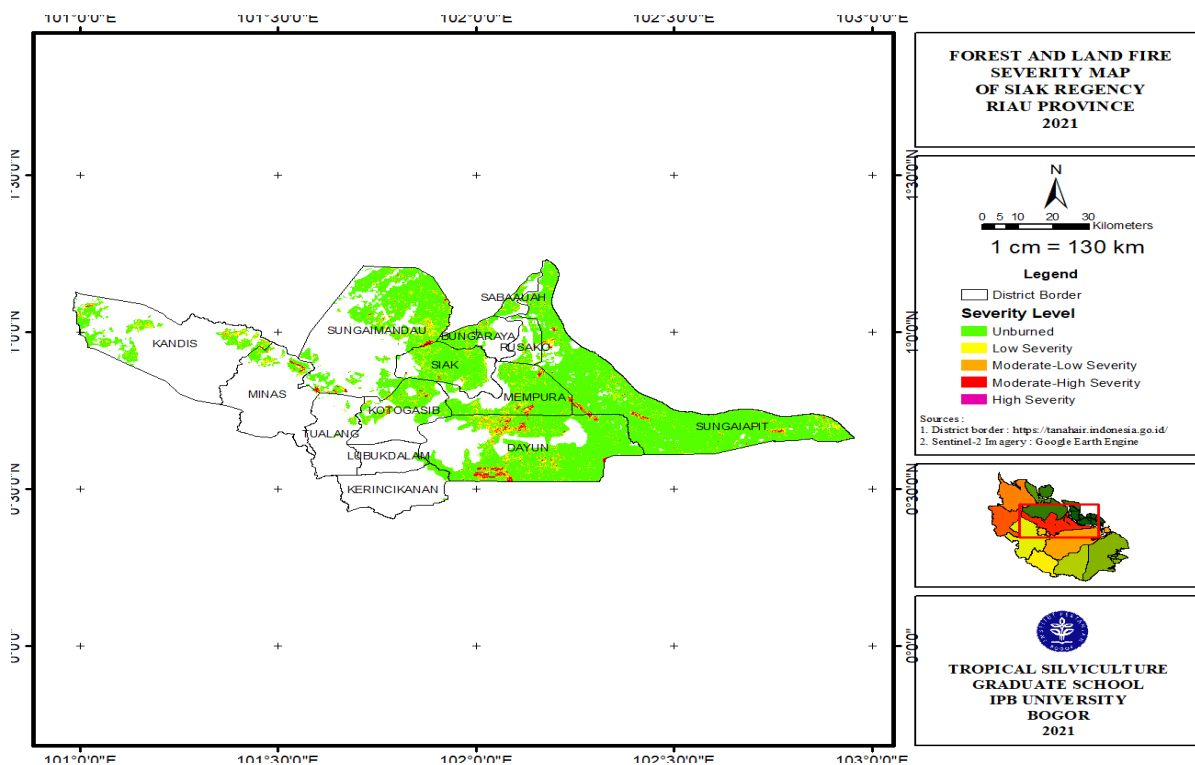 101°0'0"E 101°30'0"E 102°0'0"E 102°30'0"E 103°0'0"E
FOREST AND LAND FIRE
SEVERITY MAP
OF SIAK REGENCY
RIAU PROVINCE
2021
1°30'0"N 1°30'0"N
N
0 5 10 20 30
Kilometers
1 cm = 130 km
Legend
District Border
Severity Level
Unburned
Low Severity
Moderate-Low Severity
Moderate-High Severity
High Severity
Sources :
1. District border : https://tanahair.indonesia.go.id/
2. Sentinel-2 Imagery : Google Earth Engine
SABAAUAH
SUNGAIMANDAU
BUNGARAYA
1°0'0"N 1°0'0"N
KANDIS
PUSAKO
SIAK
MINAS
MEMPURA
KOTOGASIB
SUNGAIAPIT
TUALANG
DAYUN
LUBUKDALAM
KERINCIKANAN
0°30'0"N 0°30'0"N
0°0'0" 0°0'0"
INSTITUT PERTANIAN
BOGOR
TROPICAL SILVICULTURE
GRADUATE SCHOOL
IPB UNIVERSITY
BOGOR
2021
101°0'0"E 101°30'0"E 102°0'0"E 102°30'0"E 103°0'0"E